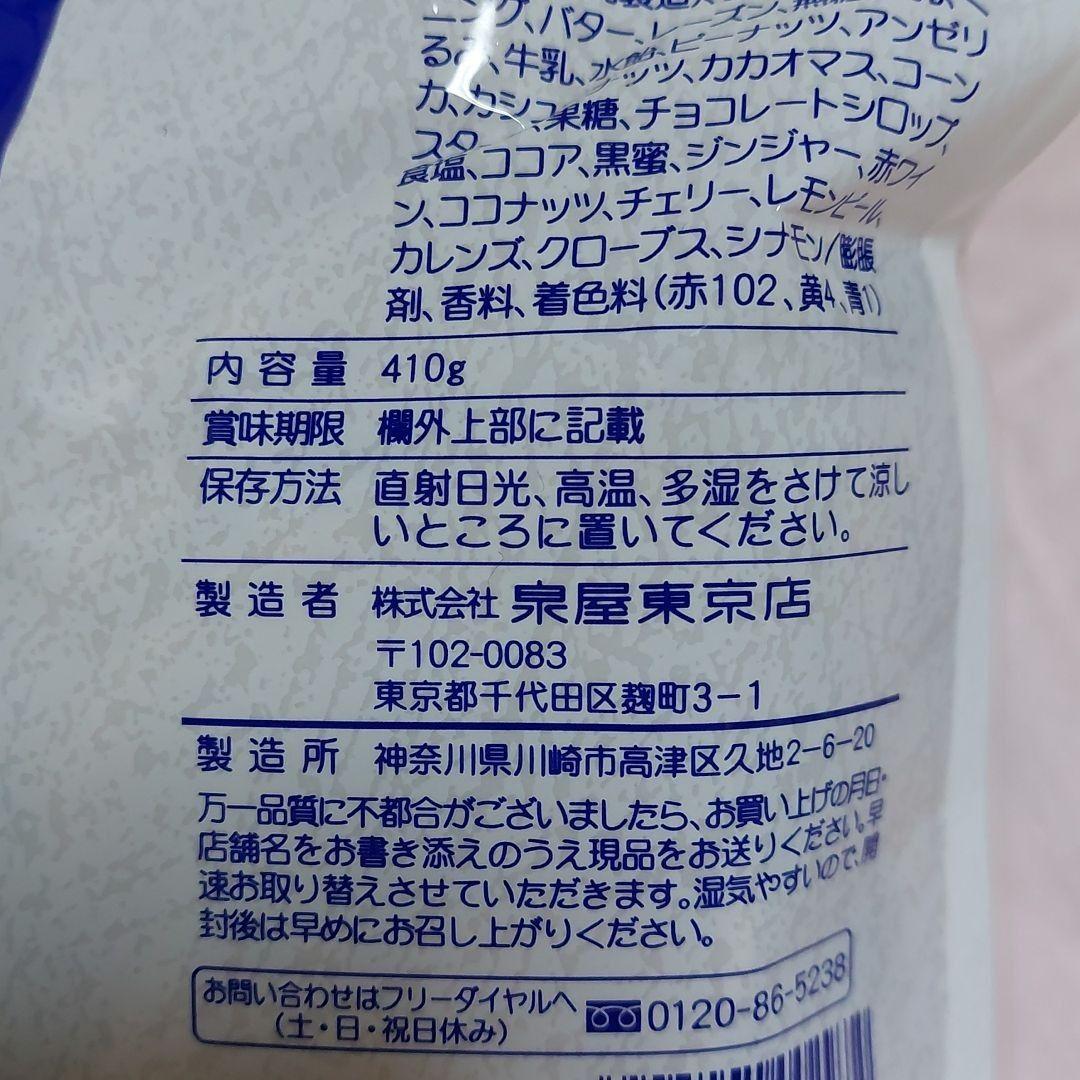 ング、バター、レーズン、
る、牛乳、水飴、ピーナッツ、アンゼリ
カ、カシューナッツ、カカオマス、コーン
スターチ、果糖、チョコレートシロップ、
食塩、ココア、黒蜜、ジンジャー、赤ワイ
ン、ココナッツ、チェリー、レモンピール、
カレンズ、クローブス、シナモン/膨脹
剤、香料、着色料(赤102、黄4、青1)
内容量 410g
賞味期限 欄外上部に記載
保存方法 直射日光、高温、多湿をさけて涼し
いところに置いてください。
製造者 株式会社 泉屋東京店
〒102-0083
東京都千代田区麹町3-1
製造所 神奈川県川崎市高津区久地2-6-20
万一品質に不都合がございましたら、お買い上げの月日・
店舗名をお書き添えのうえ現品をお送りください。早
速お取り替えさせていただきます。湿気やすいので、開
封後は早めにお召し上がりください。
お問い合わせはフリーダイヤルへ 0120-86-5238
(土・日・祝日休み)